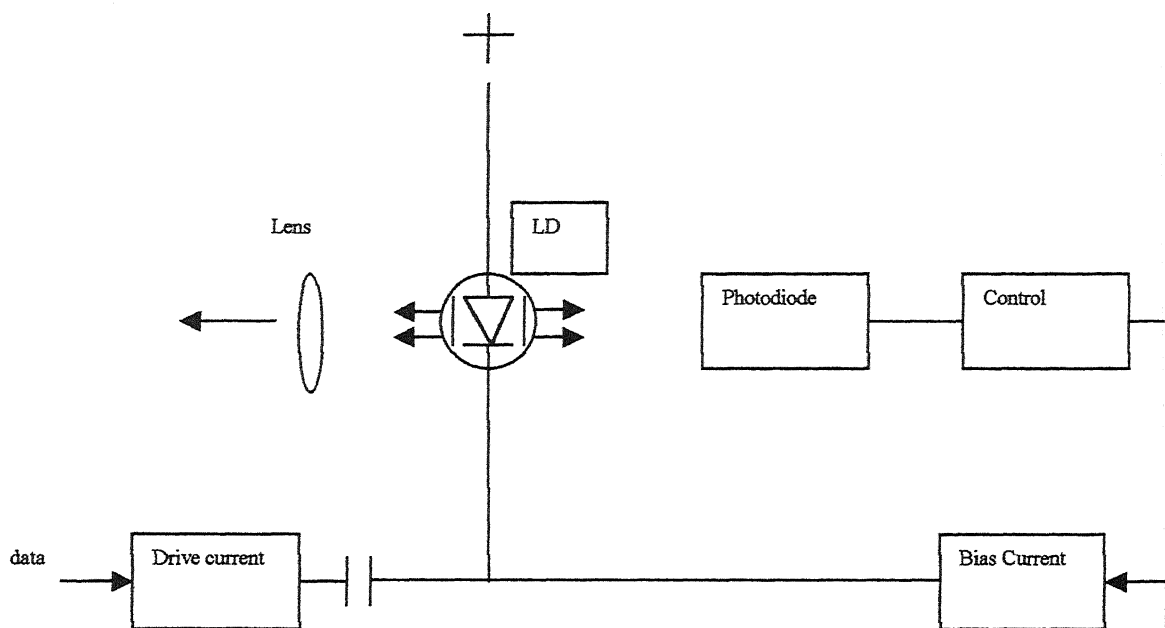 Lens
LD
Photodiode
Control
data
Drive current
Bias Current